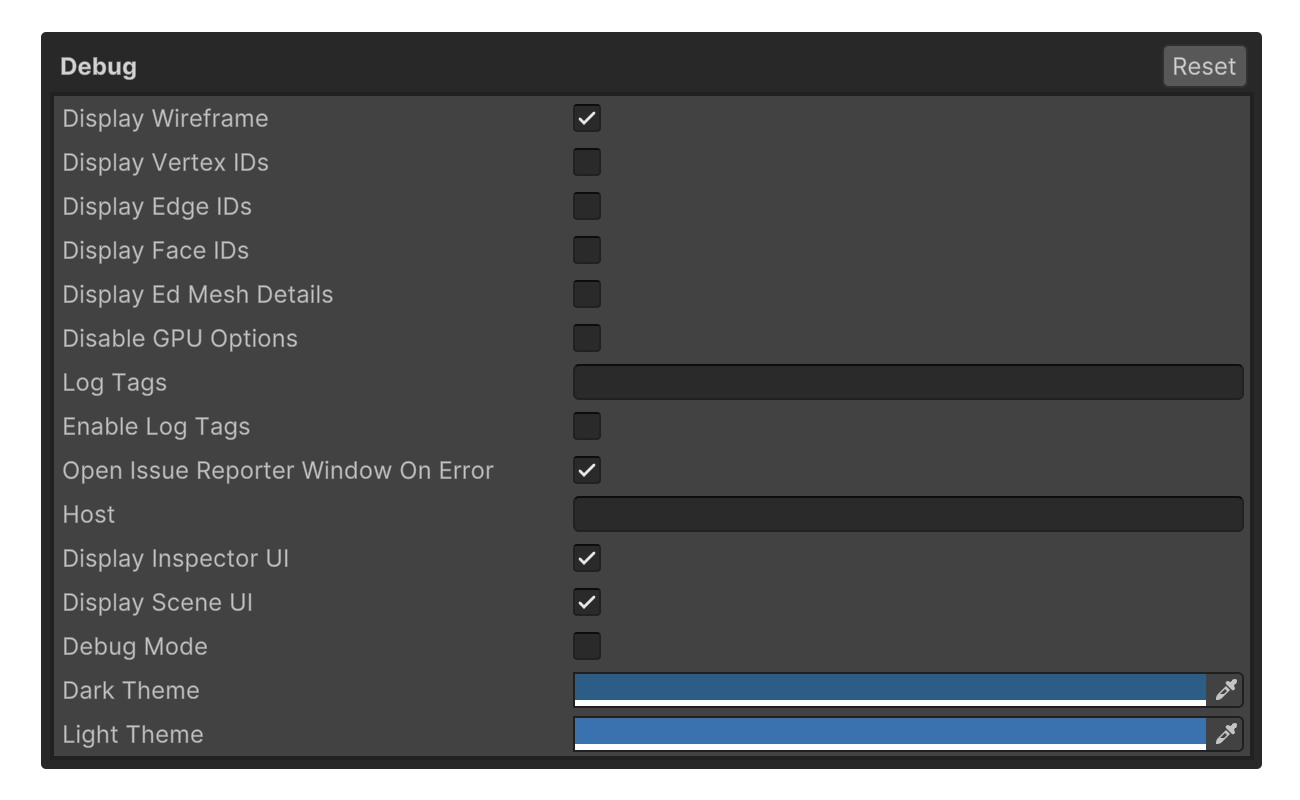 Debug
Reset
Display Wireframe
Display Vertex IDs
Display Edge IDs
Display Face IDs
Display Ed Mesh Details
Disable GPU Options
Log Tags
Enable Log Tags
Open Issue Reporter Window On Error
Host
Display Inspector UI
Display Scene UI
Debug Mode
Dark Theme
Light Theme